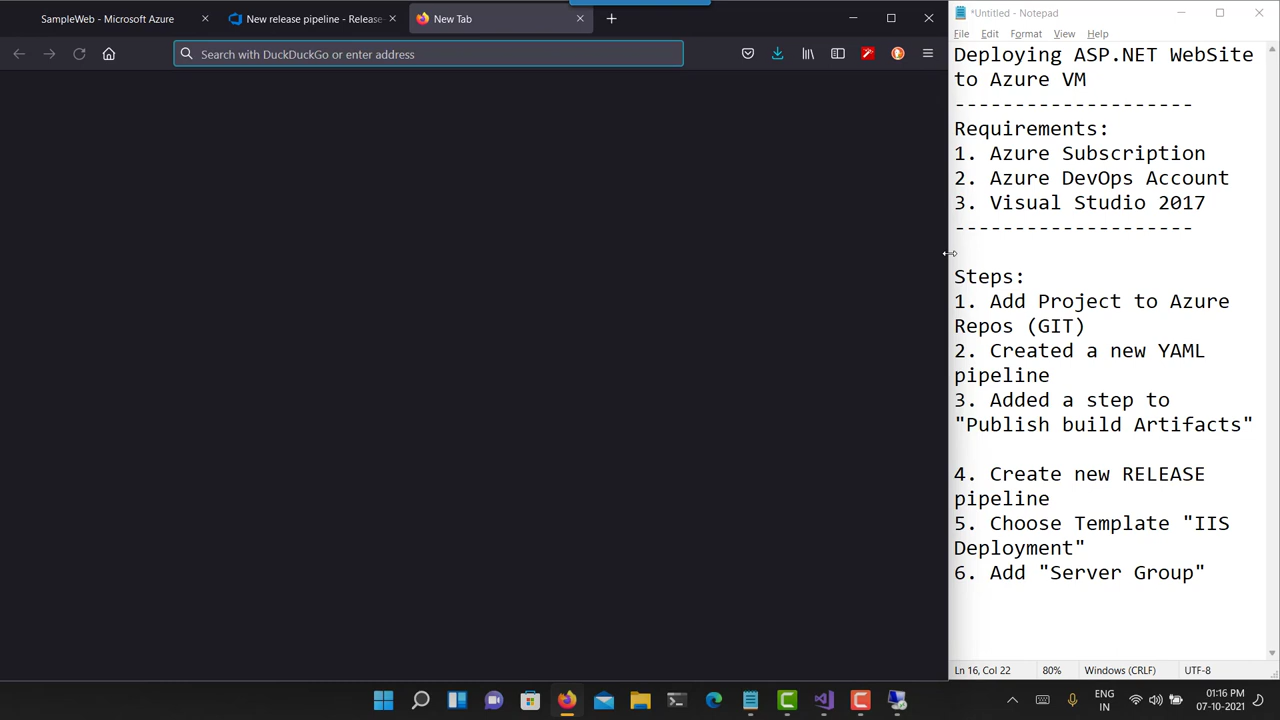 SampleWeb - Microsoft Azure
New release pipeline - Release
New Tab
Search with DuckDuckGo or enter address
*Untitled - Notepad
File Edit Format View Help
Deploying ASP.NET WebSite
to Azure VM
--------------------
Requirements:
1. Azure Subscription
2. Azure DevOps Account
3. Visual Studio 2017
--------------------
Steps:
1. Add Project to Azure
Repos (GIT)
2. Created a new YAML
pipeline
3. Added a step to
"Publish build Artifacts"
4. Create new RELEASE
pipeline
5. Choose Template "IIS
Deployment"
6. Add "Server Group"
Ln 16, Col 22 80% Windows (CRLF) UTF-8
ENG
IN
01:16 PM
07-10-2021